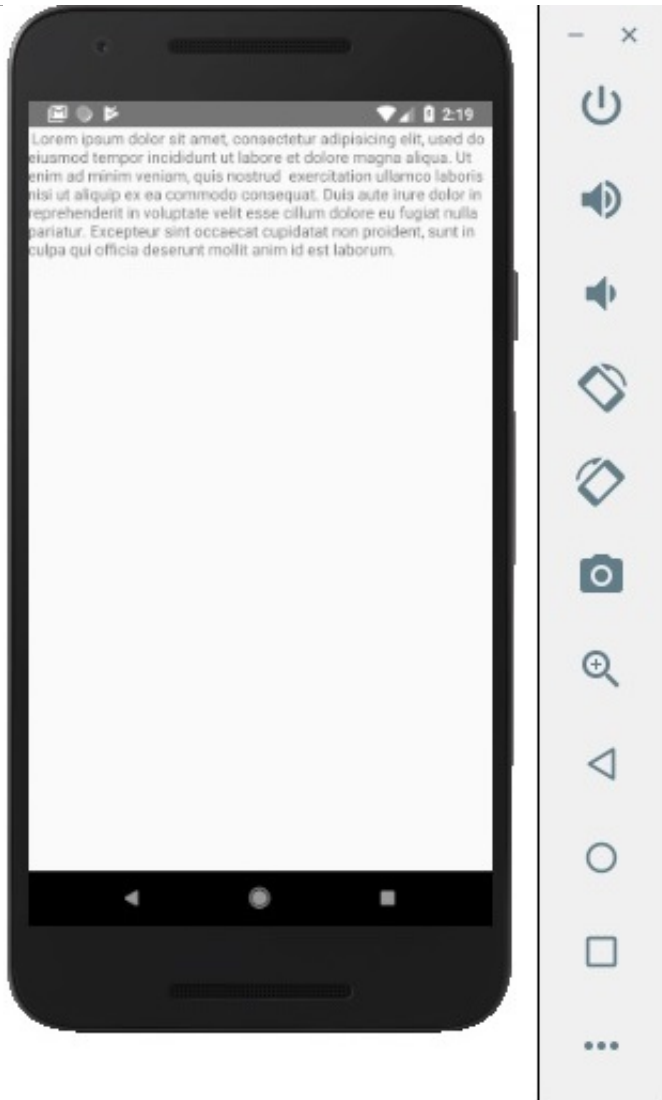 2:19
Lorem ipsum dolor sit amet, consectetur adipisicing elit, used do
eiusmod tempor incididunt ut labore et dolore magna aliqua. Ut
enim ad minim veniam, quis nostrud  exercitation ullamco laboris
nisi ut aliquip ex ea commodo consequat. Duis aute irure dolor in
reprehenderit in voluptate velit esse cillum dolore eu fugiat nulla
pariatur. Excepteur sint occaecat cupidatat non proident, sunt in
culpa qui officia deserunt mollit anim id est laborum.